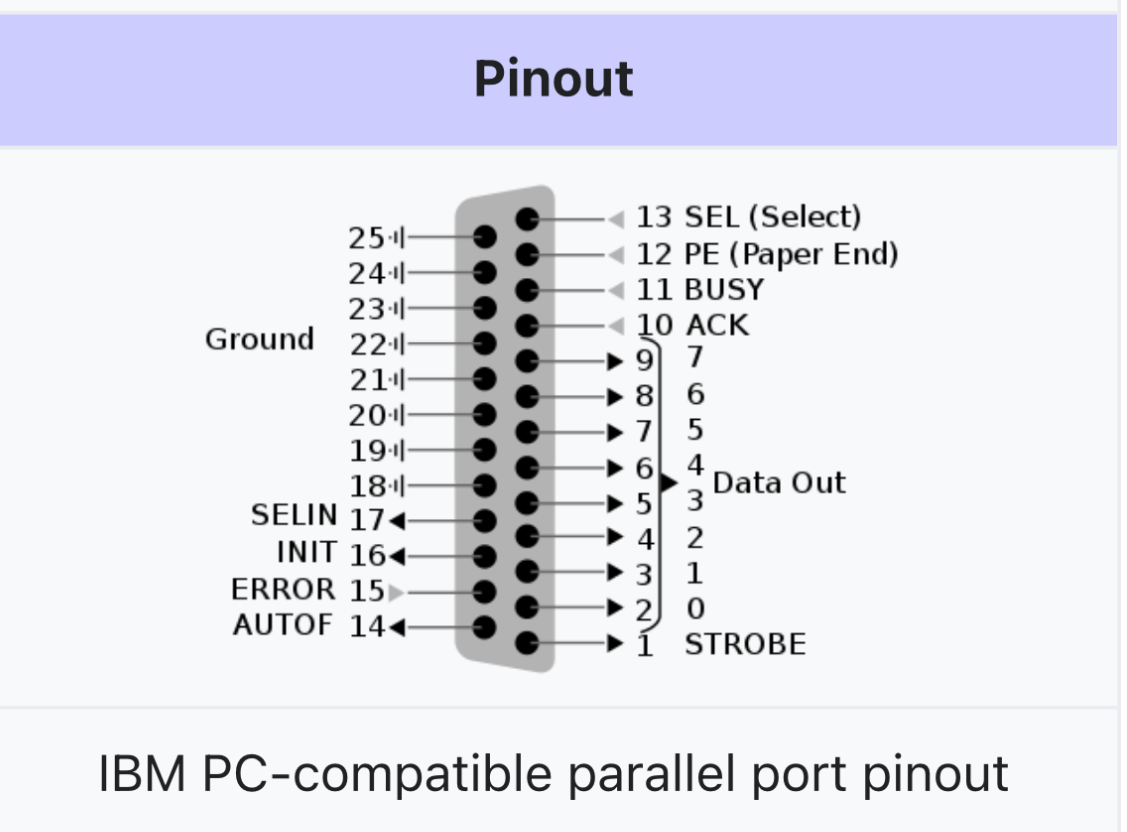 Pinout
13 SEL (Select)
25
12 PE (Paper End)
24
11 BUSY
23
10 ACK
Ground
22
9 7
21
8 6
20
7 5
19
6 4
Data Out
18
5 3
SELIN 17
4 2
INIT 16
3 1
ERROR 15
2 0
AUTOF 14
1 STROBE
IBM PC-compatible parallel port pinout